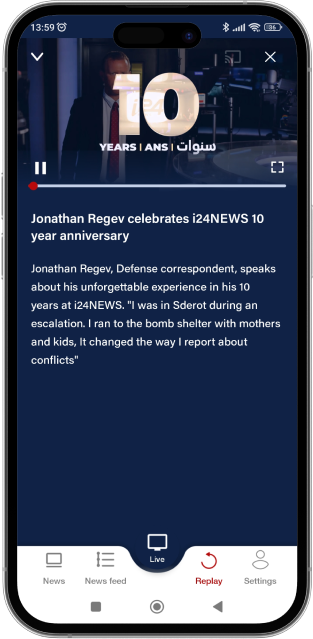 13:59
86
10
YEARS | ANS | سنوات
Jonathan Regev celebrates i24NEWS 10
year anniversary
Jonathan Regev, Defense correspondent, speaks
about his unforgettable experience in his 10
years at i24NEWS. "I was in Sderot during an
escalation. I ran to the bomb shelter with mothers
and kids, It changed the way I report about
conflicts"
Live
News
News feed
Replay
Settings